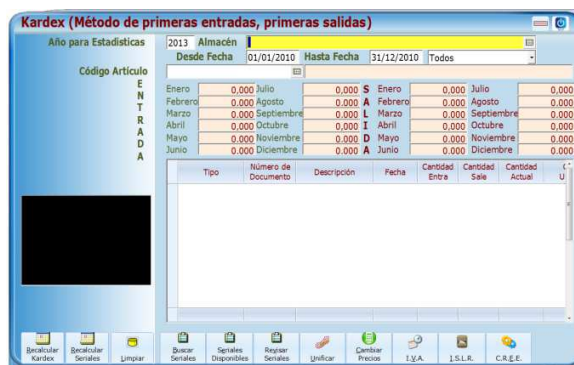 Kardex (Método de primeras entradas, primeras salidas)
Año para Estadisticas 2013 Almacén
Desde Fecha 01/01/2010 Hasta Fecha 31/12/2010 Todos
Código Artículo
E N T R A D A
S A L I D A
Enero 0,000 Julio 0,000 Enero 0,000 Julio 0,000
Febrero 0.000 Agosto 0.000 Febrero 0.000 Agosto 0.000
Marzo 0.000 Septiembre 0.000 Marzo 0.000 Septiembre 0.000
Abril 0.000 Octubre 0.000 Abril 0.000 Octubre 0.000
Mayo 0.000 Noviembre 0.000 Mayo 0.000 Noviembre 0.000
Junio 0.000 Diciembre 0.000 Junio 0.000 Diciembre 0.000
Tipo Número de Documento Descripción Fecha Cantidad Entra Cantidad Sale Cantidad Actual
Recalcular Kardex Recalcular Seriales Limpiar Buscar Seriales Seriales Disponibles Revisar Seriales Unificar Cambiar Precios I.V.A. I.S.L.R. C.R.E.E.